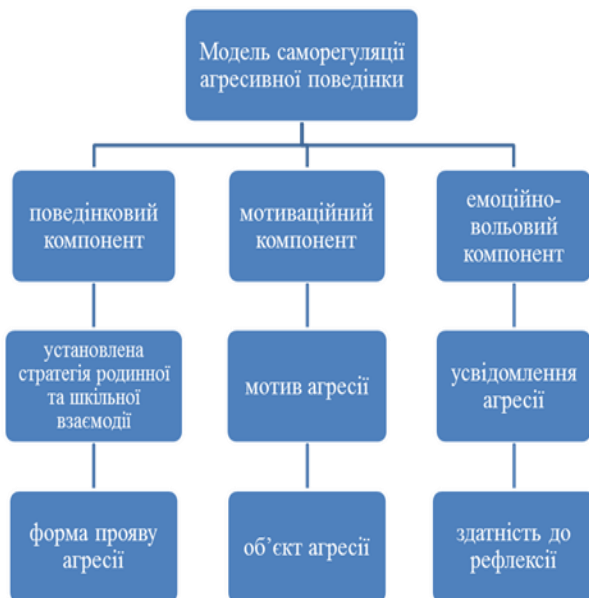 Модель саморегуляції
агресивної поведінки
поведінковий
компонент
мотиваційний
компонент
емоційно-
вольовий
компонент
установлена
стратегія родинної
та шкільної
взаємодії
мотив агресії
усвідомлення
агресії
форма прояву
агресії
об’єкт агресії
здатність до
рефлексії